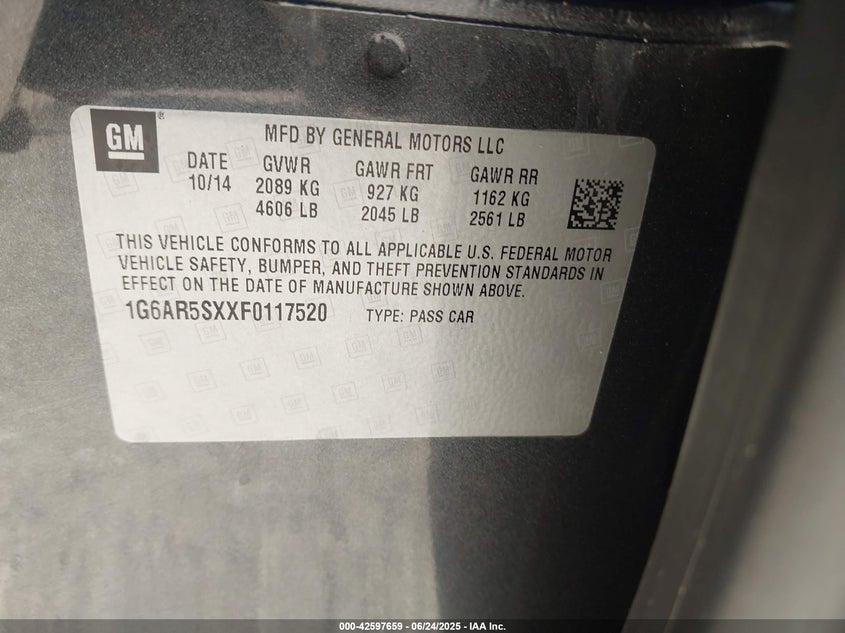 GM
MFD BY GENERAL MOTORS LLC
DATE GVWR GAWR FRT GAWR RR
10/14 2089 KG 927 KG 1162 KG
4606 LB 2045 LB 2561 LB
THIS VEHICLE CONFORMS TO ALL APPLICABLE U.S. FEDERAL MOTOR
VEHICLE SAFETY, BUMPER, AND THEFT PREVENTION STANDARDS IN
EFFECT ON THE DATE OF MANUFACTURE SHOWN ABOVE.
1G6AR5SXXF0117520 TYPE: PASS CAR
000-42597659 - 06/24/2025 - IAA Inc.